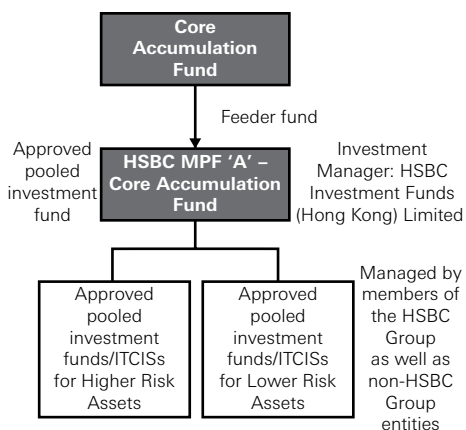 Core
Accumulation
Fund
Feeder fund
Approved
pooled
investment
fund
HSBC MPF 'A' –
Core Accumulation
Fund
Investment
Manager: HSBC
Investment Funds
(Hong Kong) Limited
Approved
pooled
investment
funds/ITCISs
for Higher Risk
Assets
Approved
pooled
investment
funds/ITCISs
for Lower Risk
Assets
Managed by
members of
the HSBC
Group
as well as
non-HSBC
Group
entities